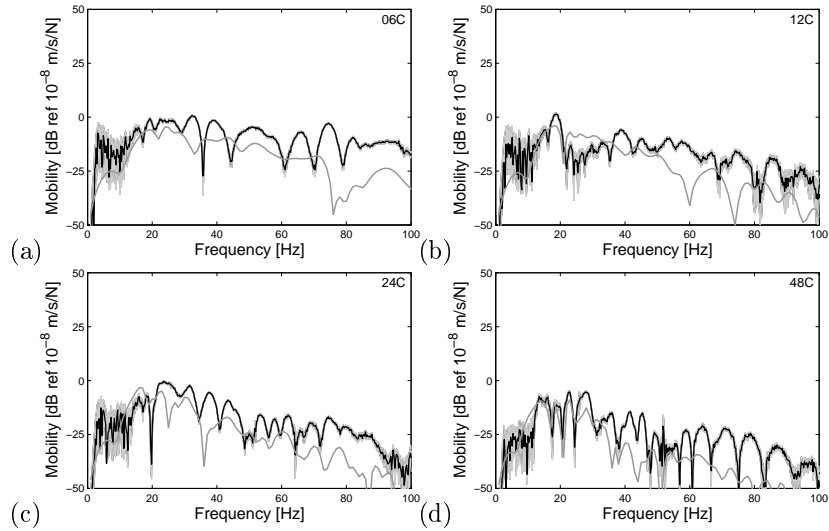 06C
Mobility [dB ref 10⁻⁸ m/s/N]
50
25
0
−25
−50
0 20 40 60 80 100
Frequency [Hz]
(a)
12C
Mobility [dB ref 10⁻⁸ m/s/N]
50
25
0
−25
−50
0 20 40 60 80 100
Frequency [Hz]
(b)
24C
Mobility [dB ref 10⁻⁸ m/s/N]
50
25
0
−25
−50
0 20 40 60 80 100
Frequency [Hz]
(c)
48C
Mobility [dB ref 10⁻⁸ m/s/N]
50
25
0
−25
−50
0 20 40 60 80 100
Frequency [Hz]
(d)